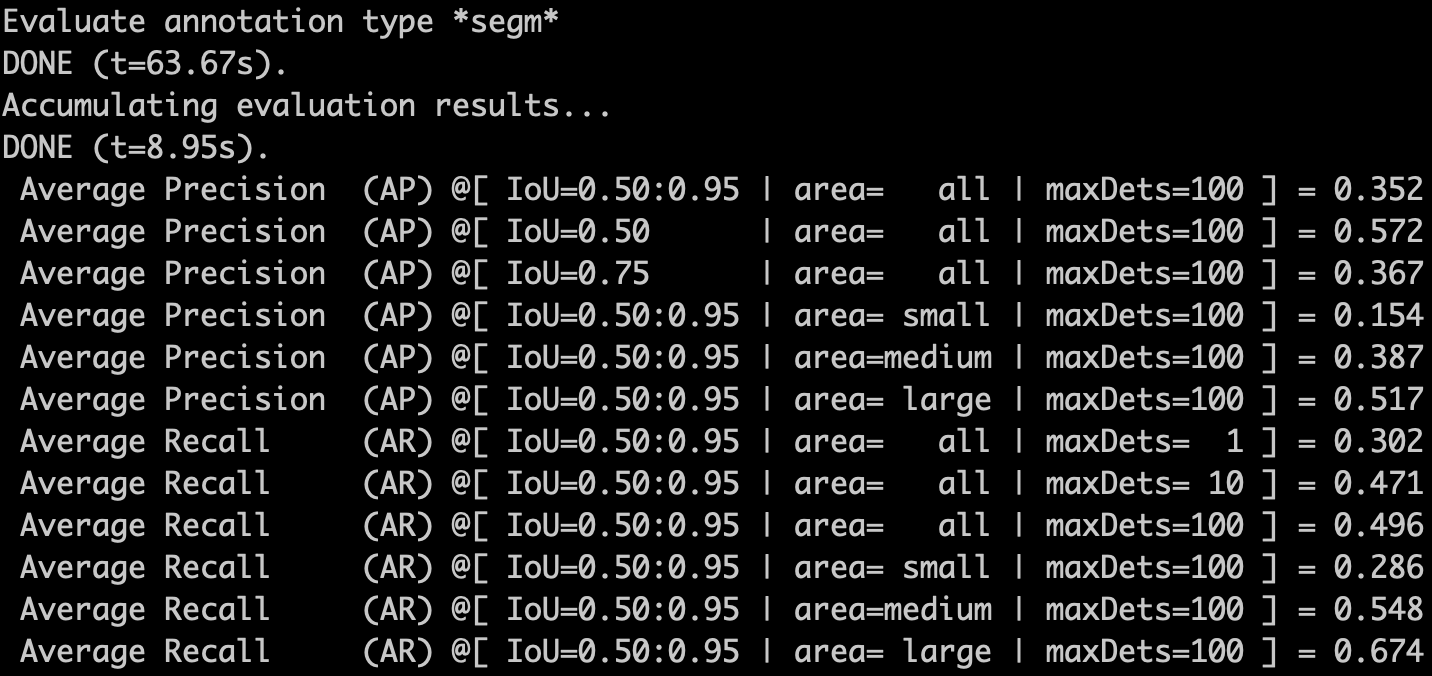 Evaluate annotation type *segm*
DONE (t=63.67s).
Accumulating evaluation results...
DONE (t=8.95s).
 Average Precision  (AP) @[ IoU=0.50:0.95 | area=   all | maxDets=100 ] = 0.352
 Average Precision  (AP) @[ IoU=0.50      | area=   all | maxDets=100 ] = 0.572
 Average Precision  (AP) @[ IoU=0.75      | area=   all | maxDets=100 ] = 0.367
 Average Precision  (AP) @[ IoU=0.50:0.95 | area= small | maxDets=100 ] = 0.154
 Average Precision  (AP) @[ IoU=0.50:0.95 | area=medium | maxDets=100 ] = 0.387
 Average Precision  (AP) @[ IoU=0.50:0.95 | area= large | maxDets=100 ] = 0.517
 Average Recall     (AR) @[ IoU=0.50:0.95 | area=   all | maxDets=  1 ] = 0.302
 Average Recall     (AR) @[ IoU=0.50:0.95 | area=   all | maxDets= 10 ] = 0.471
 Average Recall     (AR) @[ IoU=0.50:0.95 | area=   all | maxDets=100 ] = 0.496
 Average Recall     (AR) @[ IoU=0.50:0.95 | area= small | maxDets=100 ] = 0.286
 Average Recall     (AR) @[ IoU=0.50:0.95 | area=medium | maxDets=100 ] = 0.548
 Average Recall     (AR) @[ IoU=0.50:0.95 | area= large | maxDets=100 ] = 0.674